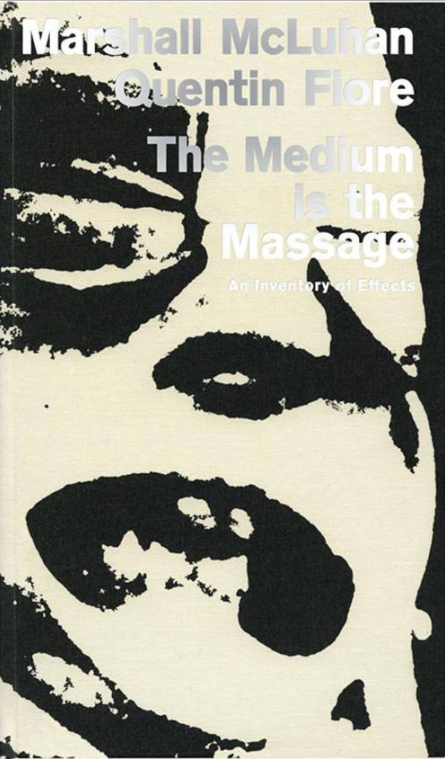 Marshall McLuhan
Quentin Fiore
The Medium
is the
Massage
An Inventory of Effects